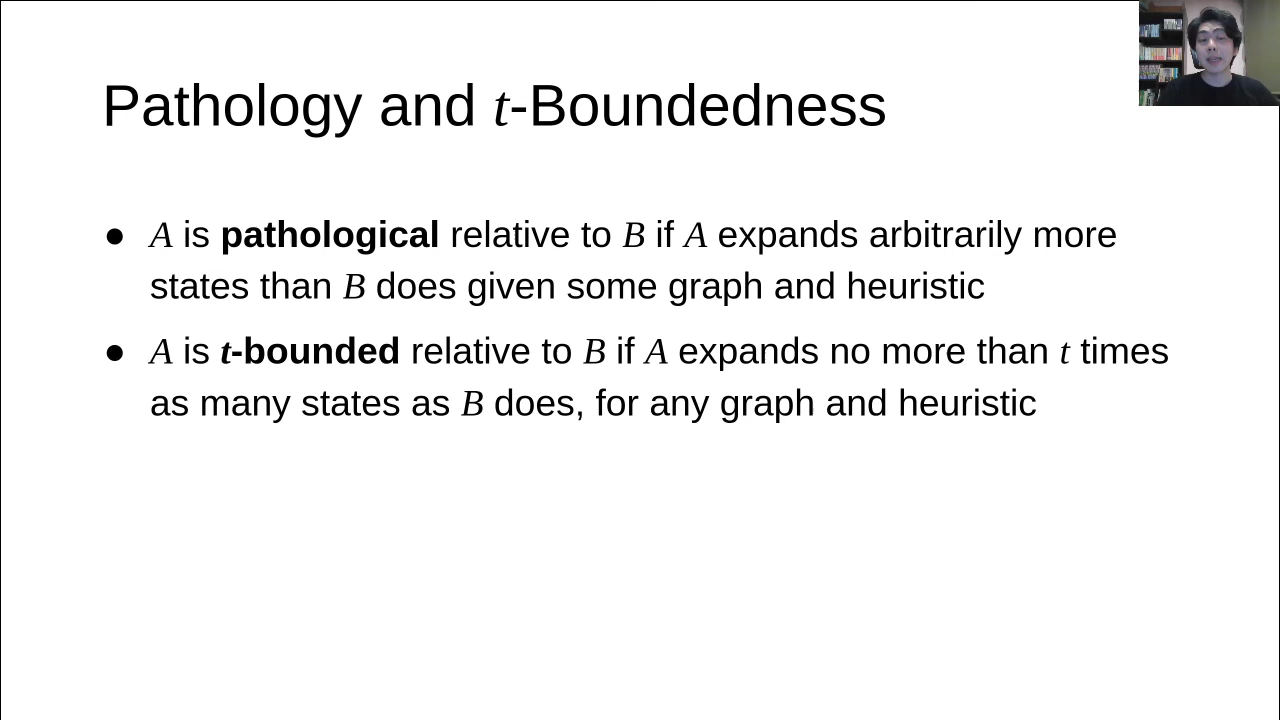 Pathology and t-Boundedness
● A is pathological relative to B if A expands arbitrarily more
states than B does given some graph and heuristic
● A is t-bounded relative to B if A expands no more than t times
as many states as B does, for any graph and heuristic